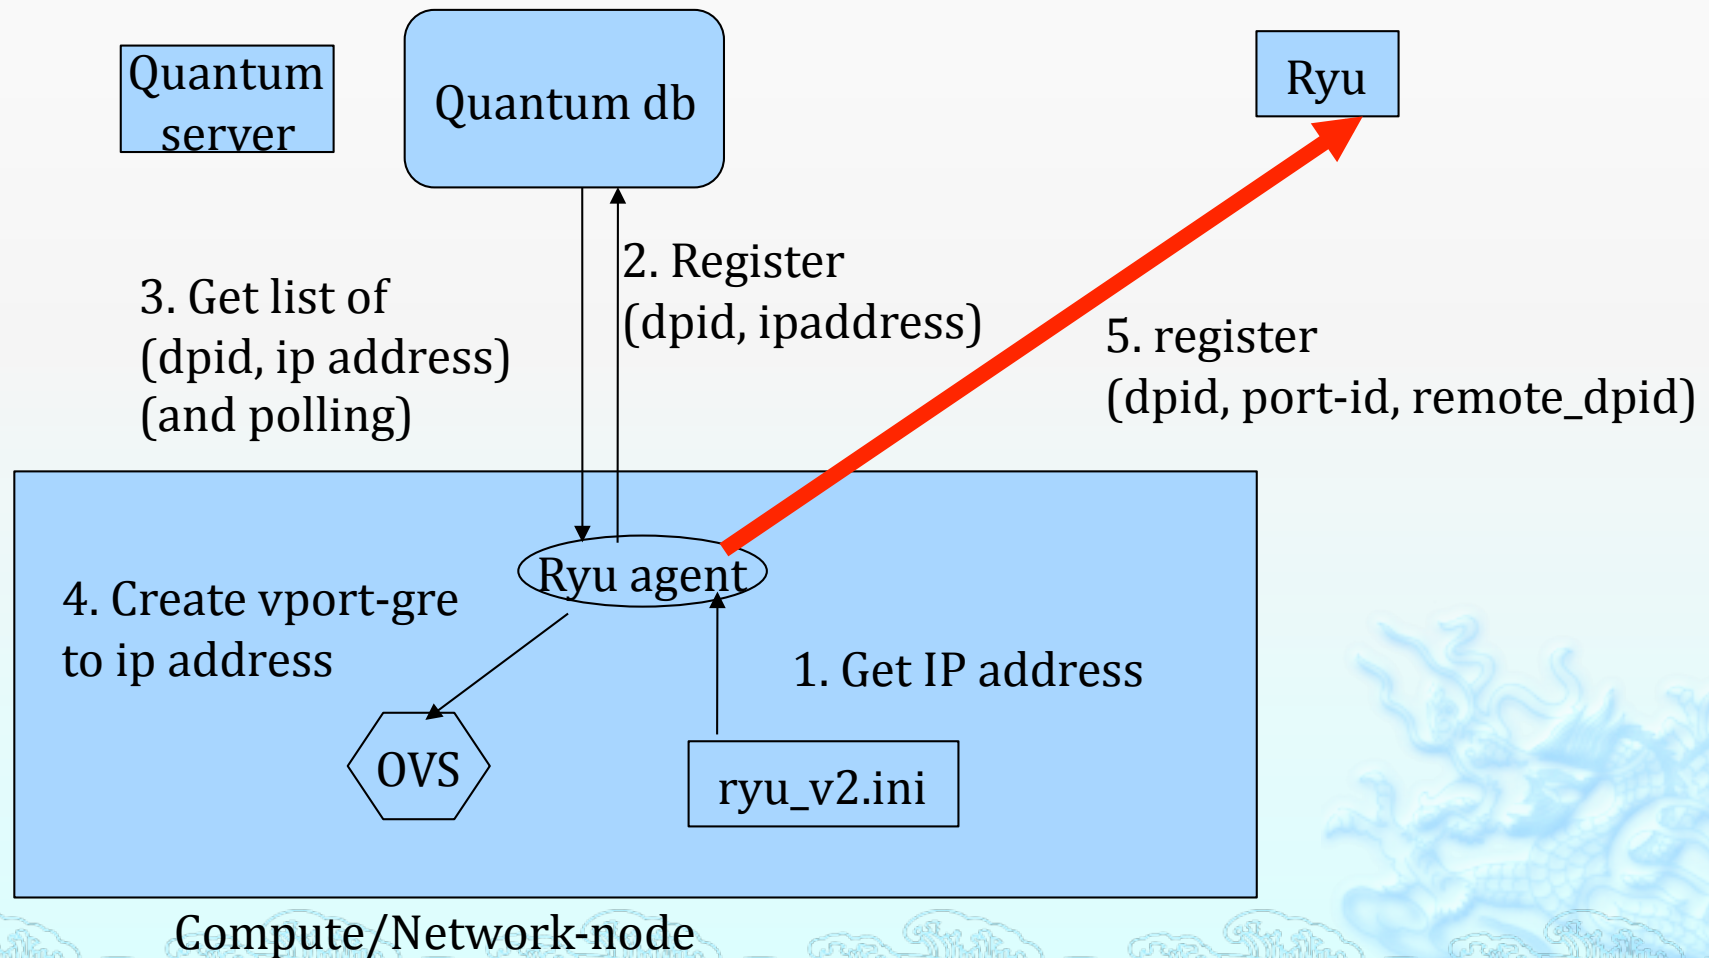 Quantum
server
Quantum db
Ryu
2. Register
(dpid, ipaddress)
3. Get list of
(dpid, ip address)
(and polling)
5. register
(dpid, port-id, remote_dpid)
Ryu agent
4. Create vport-gre
to ip address
1. Get IP address
OVS
ryu_v2.ini
Compute/Network-node